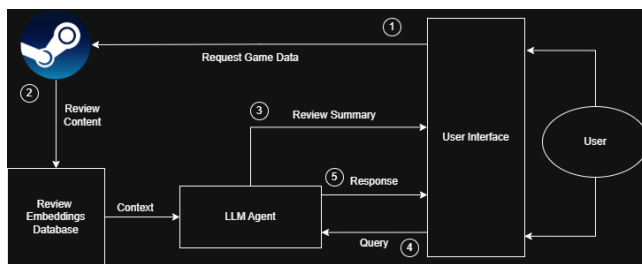 1
Request Game Data
2
Review
Content
3
Review Summary
User Interface
User
5
Response
Review
Embeddings
Database
Context
LLM Agent
Query
4